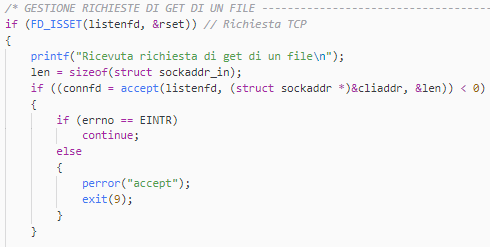 /* GESTIONE RICHIESTE DI GET DI UN FILE ------------------------------------
if (FD_ISSET(listenfd, &rset)) // Richiesta TCP
{
    printf("Ricevuta richiesta di get di un file\n");
    len = sizeof(struct sockaddr_in);
    if ((connfd = accept(listenfd, (struct sockaddr *)&cliaddr, &len)) < 0)
    {
        if (errno == EINTR)
            continue;
        else
        {
            perror("accept");
            exit(9);
        }
    }